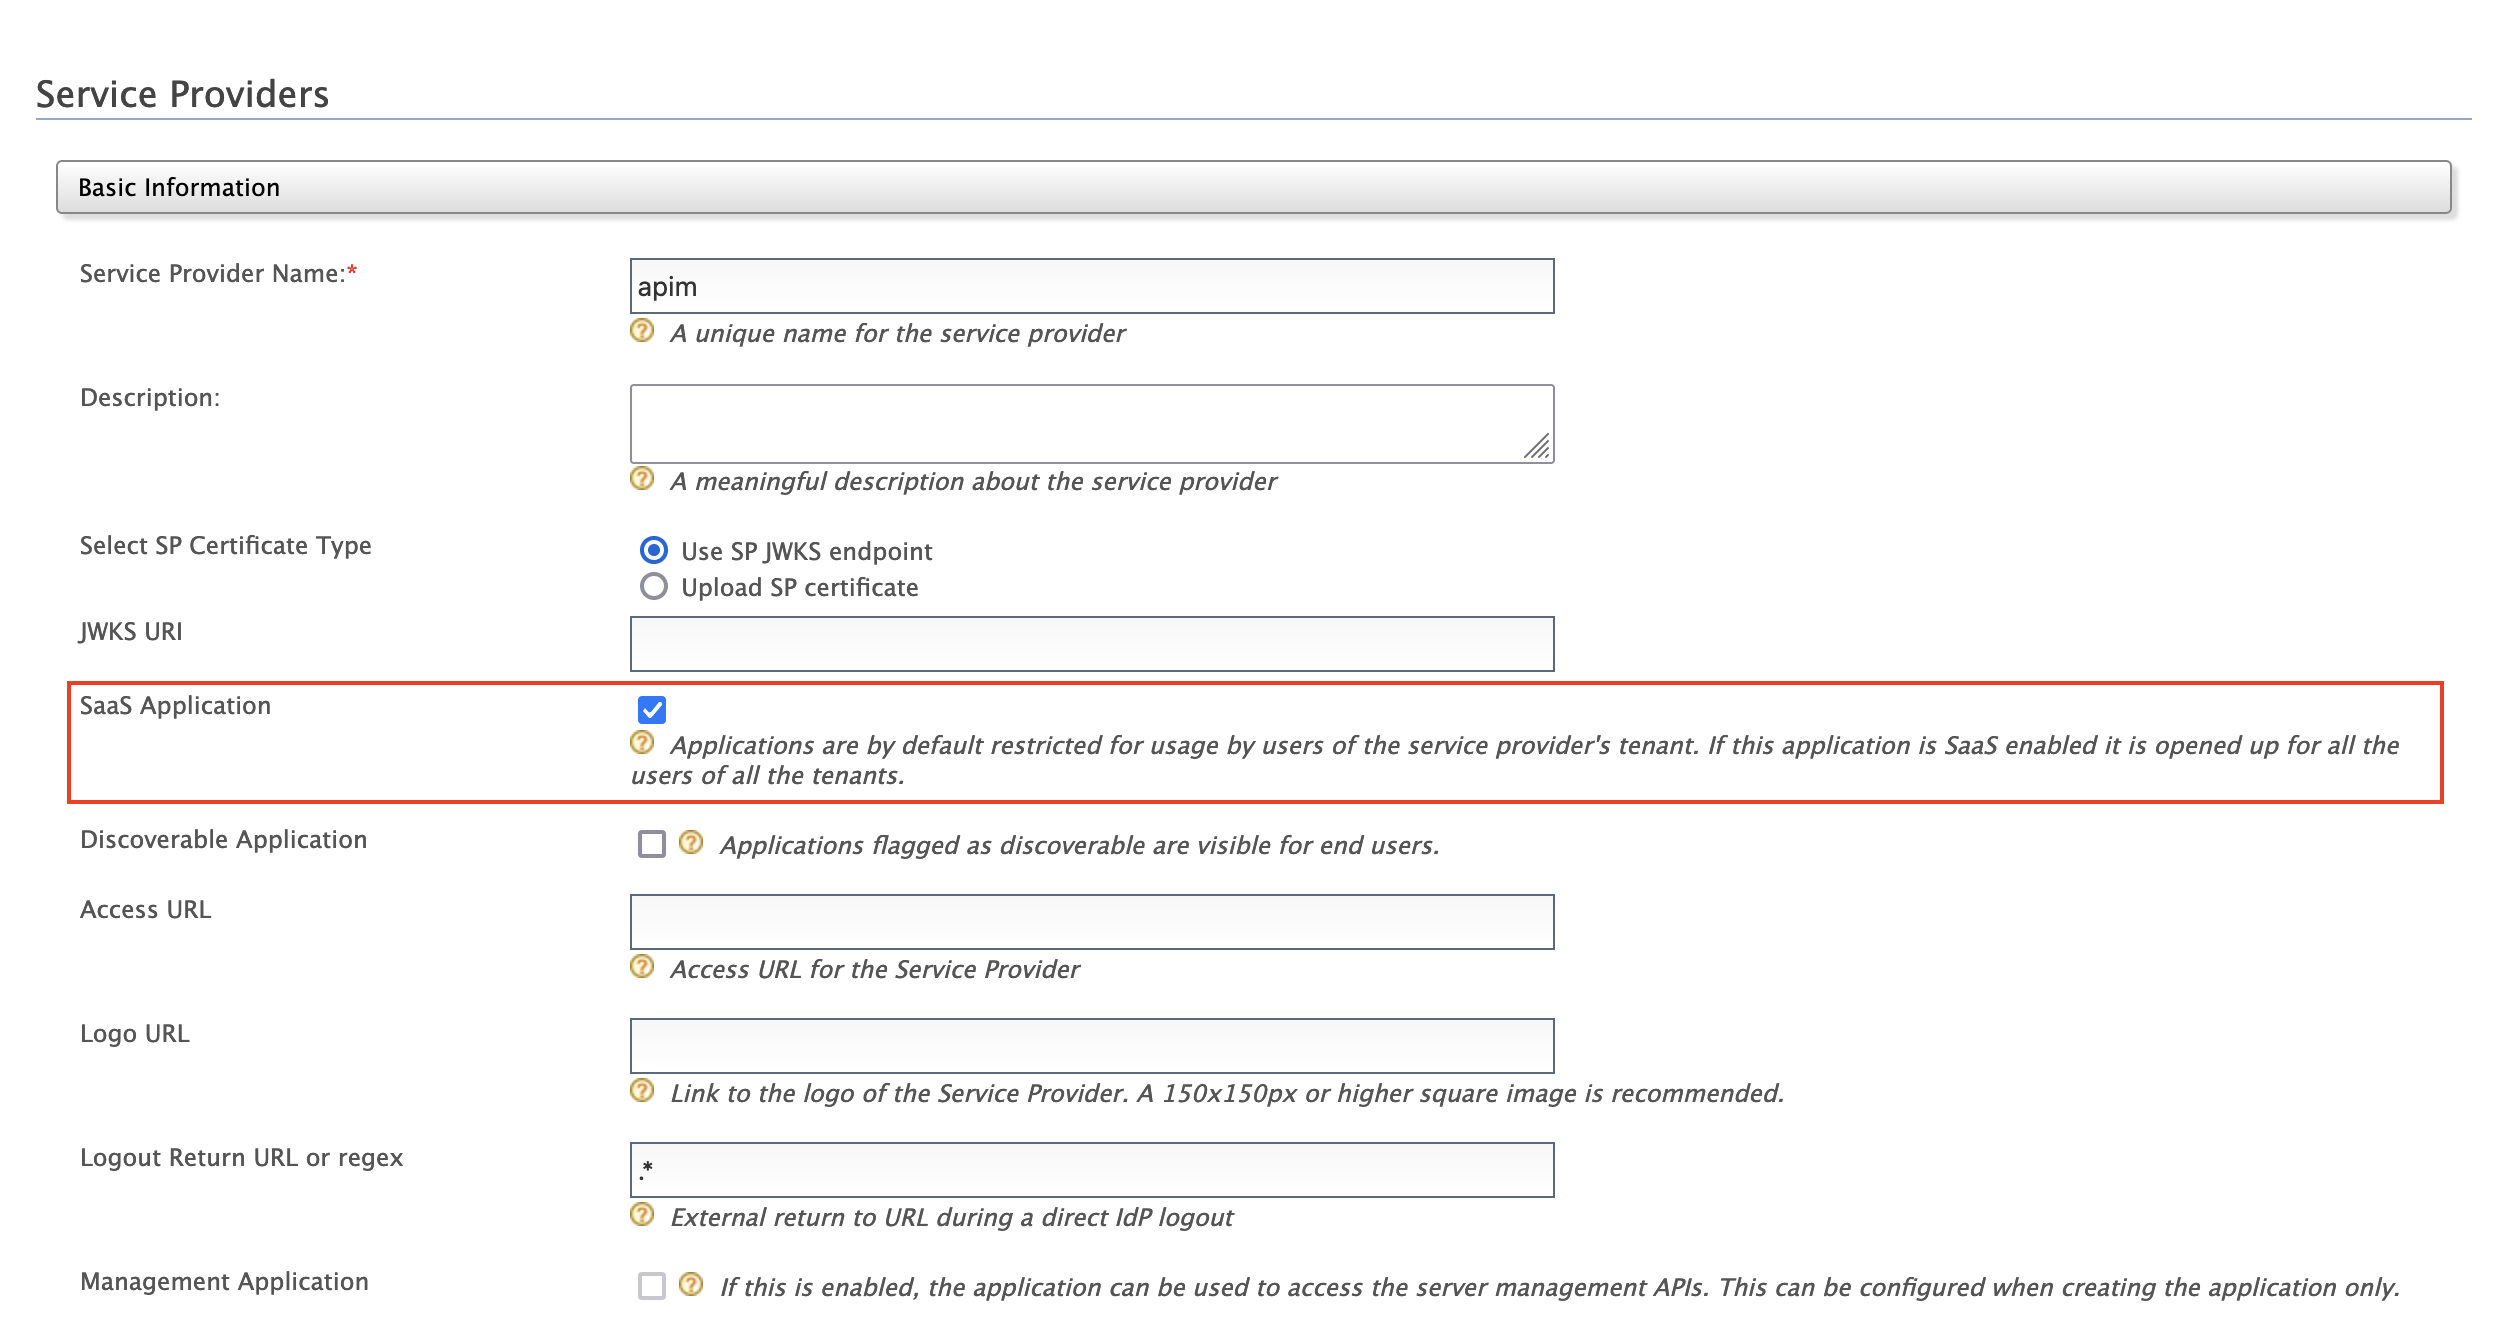 Service Providers
Basic Information
Service Provider Name:*
apim
A unique name for the service provider
Description:
A meaningful description about the service provider
Select SP Certificate Type
Use SP JWKS endpoint
Upload SP certificate
JWKS URI
SaaS Application
Applications are by default restricted for usage by users of the service provider's tenant. If this application is SaaS enabled it is opened up for all the
users of all the tenants.
Discoverable Application
Applications flagged as discoverable are visible for end users.
Access URL
Access URL for the Service Provider
Logo URL
Link to the logo of the Service Provider. A 150x150px or higher square image is recommended.
Logout Return URL or regex
.*
External return to URL during a direct IdP logout
Management Application
If this is enabled, the application can be used to access the server management APIs. This can be configured when creating the application only.